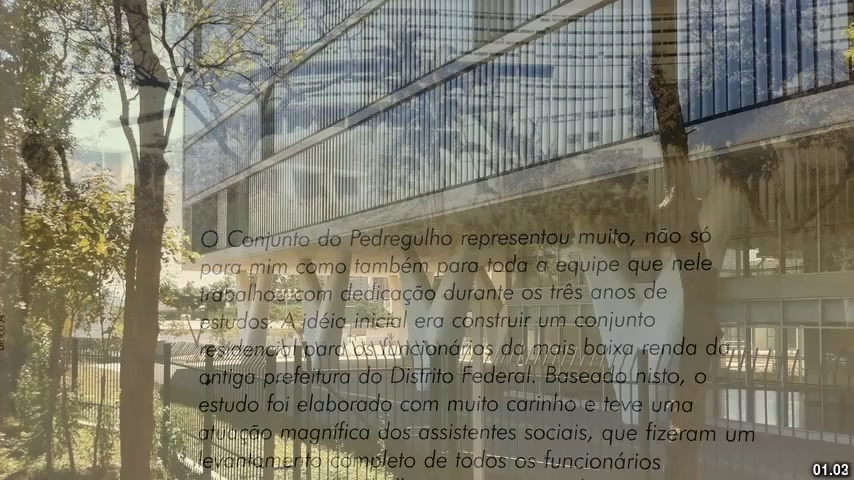 O Conjunto do Pedregulho representou muito, não só
para mim como também para toda a equipe que nele
trabalhou com dedicação durante os três anos de
estudos. A idéia inicial era construir um conjunto
residencial para os funcionários da mais baixa renda da
antiga prefeitura do Distrito Federal. Baseado nisto, o
estudo foi elaborado com muito carinho e teve uma
atuação magnífica dos assistentes sociais, que fizeram um
levantamento completo de todos os funcionários
01.03